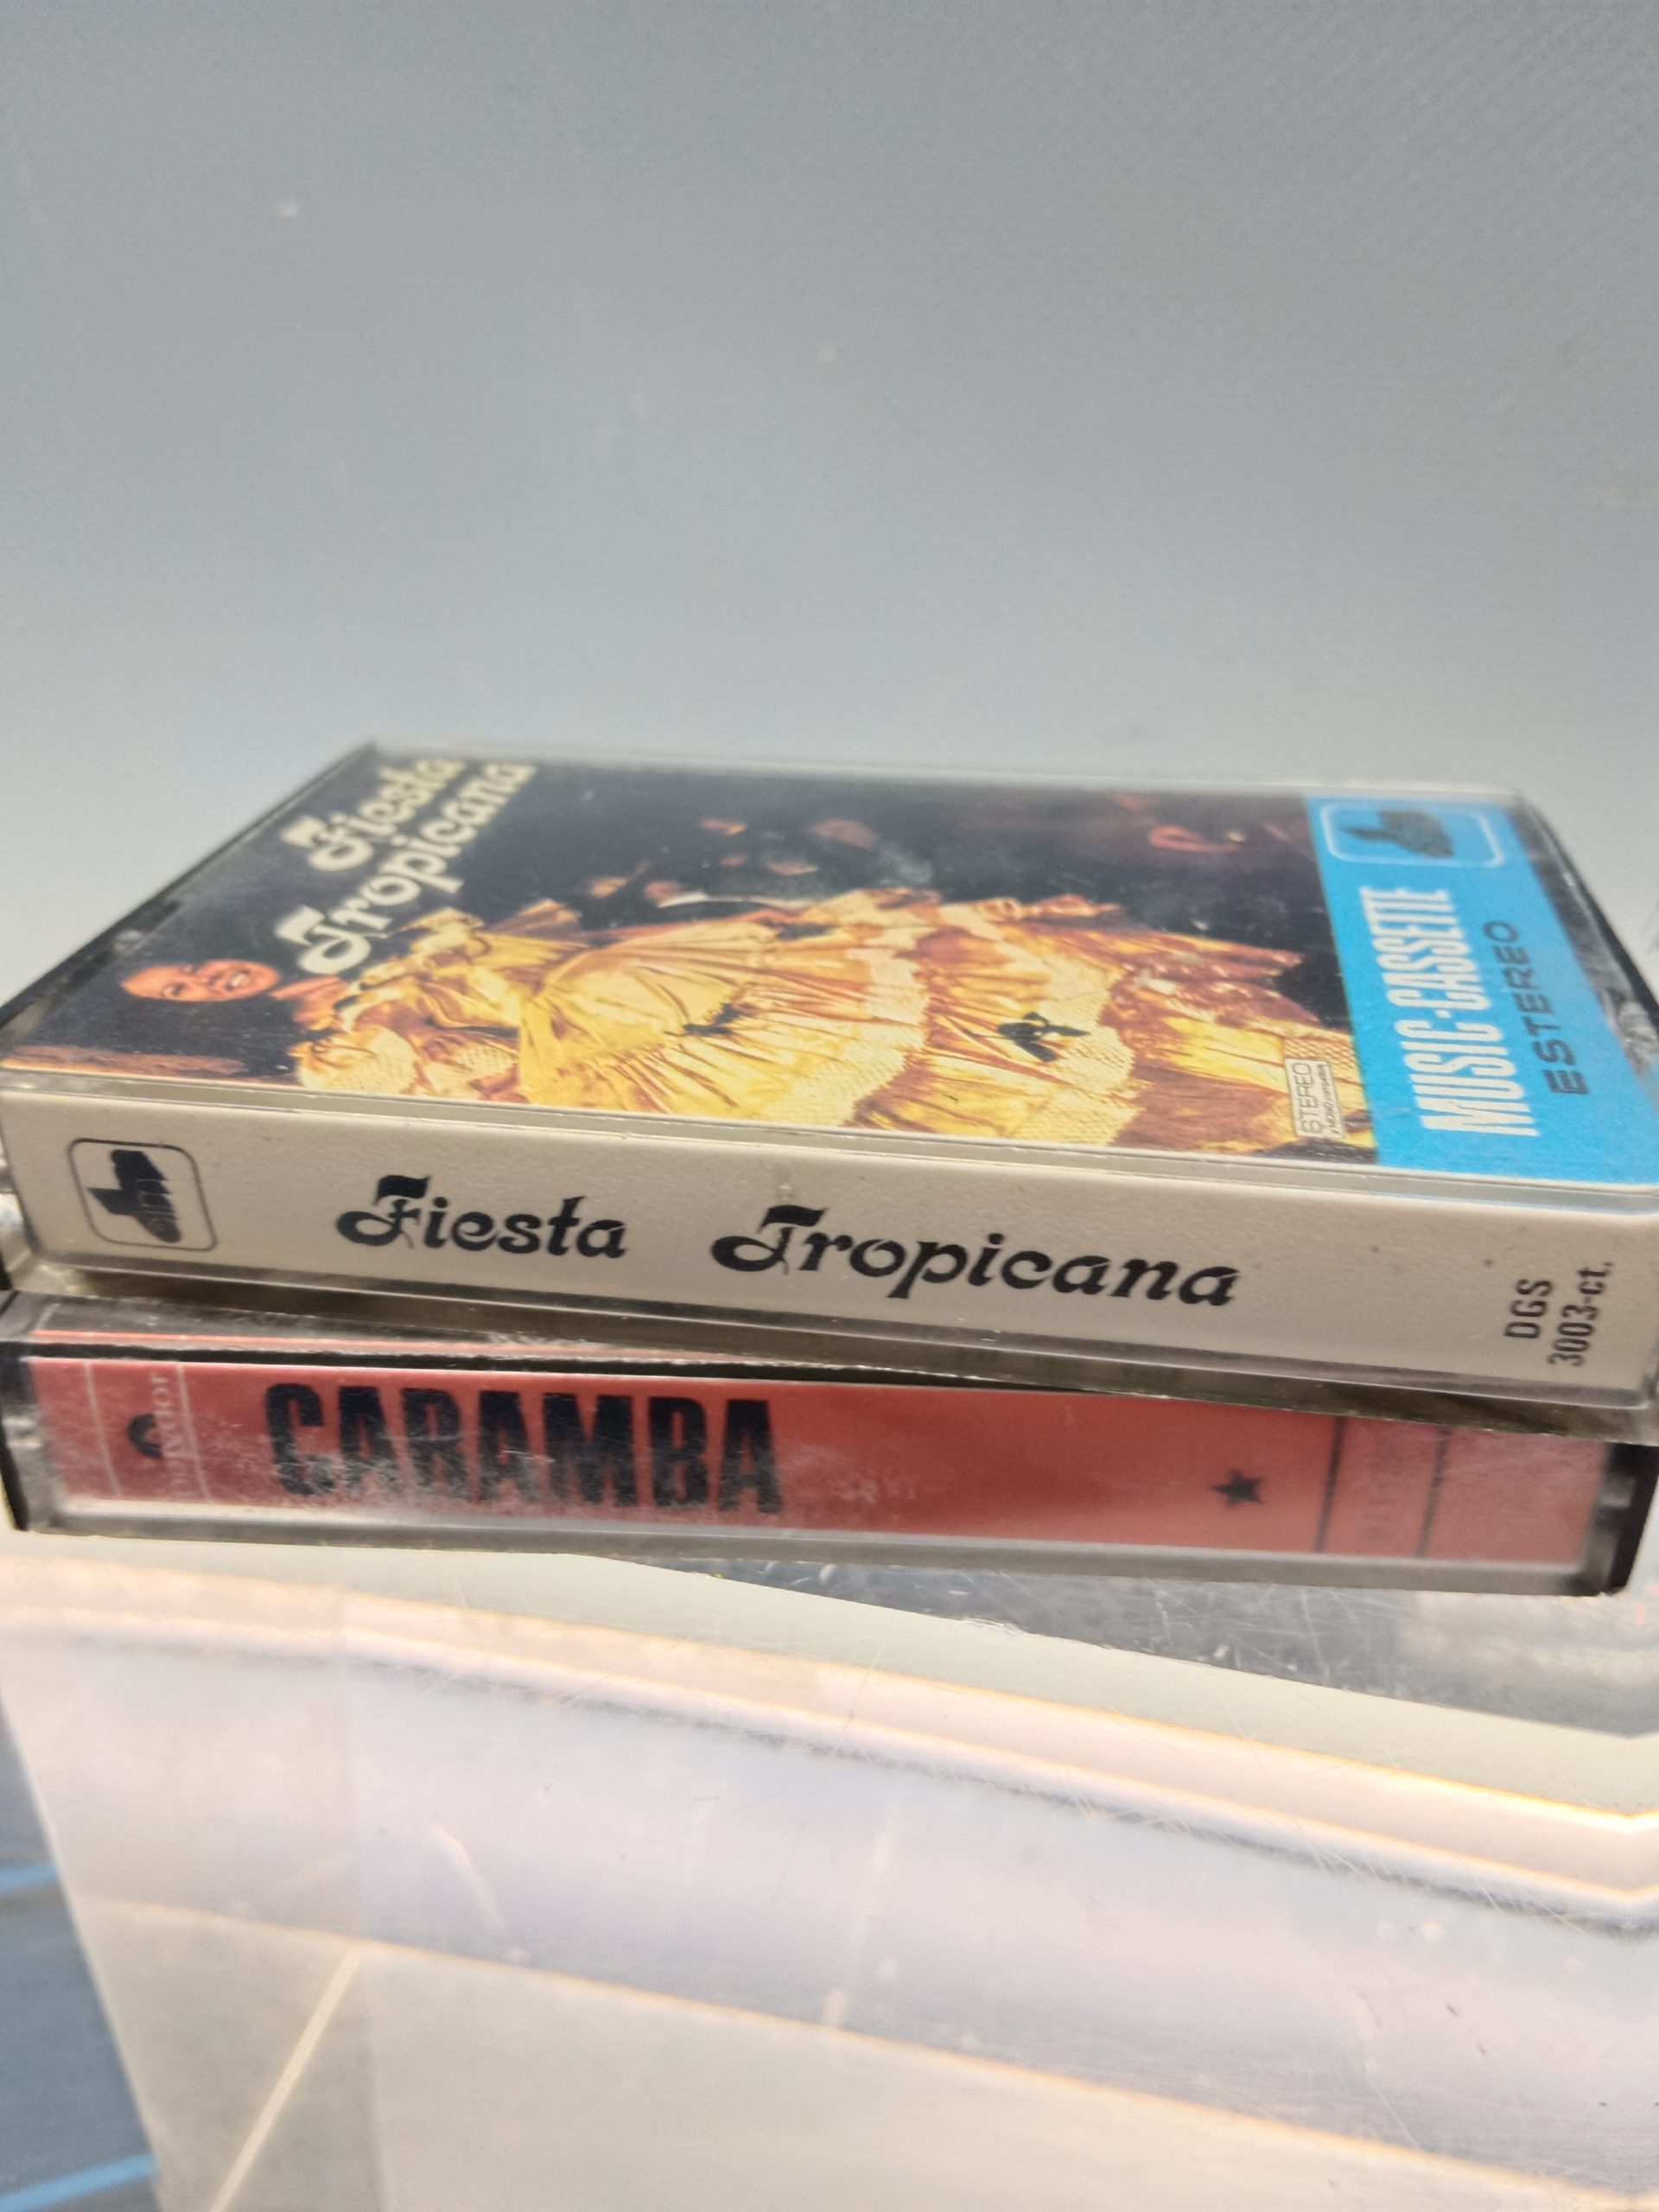 Fiesta
Tropicana
MUSIC-CASSETTE
ESTEREO
STEREO
Fiesta Tropicana
DGS
3003-ct.
CARAMBA